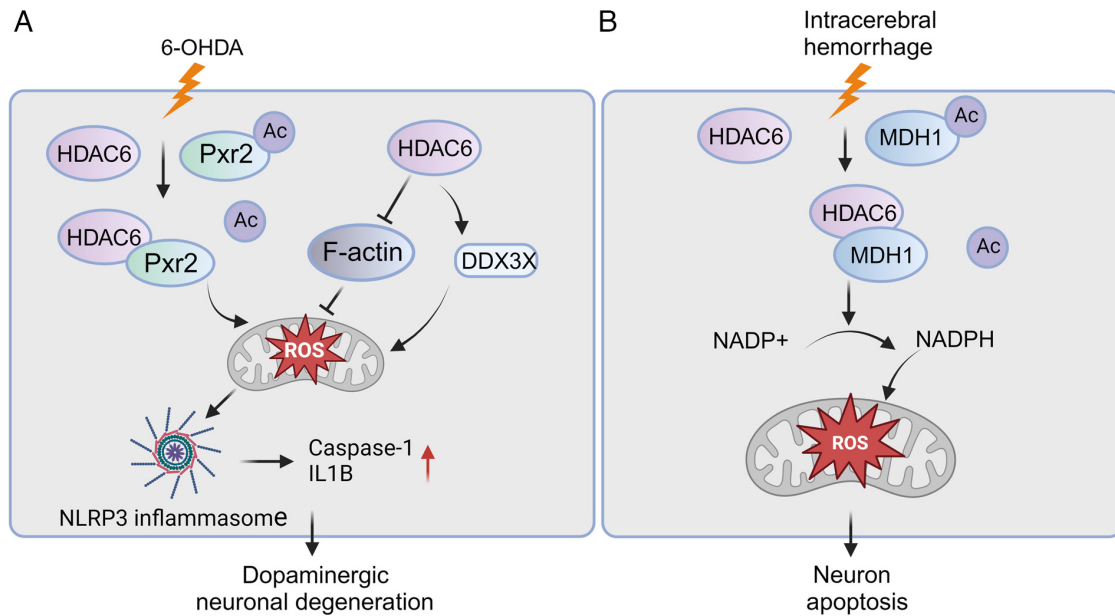 A
6-OHDA
HDAC6
Pxr2
Ac
HDAC6
HDAC6
Pxr2
Ac
F-actin
DDX3X
ROS
NLRP3 inflammasome
Caspase-1
IL1B
Dopaminergic
neuronal degeneration
B
Intracerebral
hemorrhage
HDAC6
MDH1
Ac
HDAC6
MDH1
Ac
NADP+
NADPH
ROS
Neuron
apoptosis